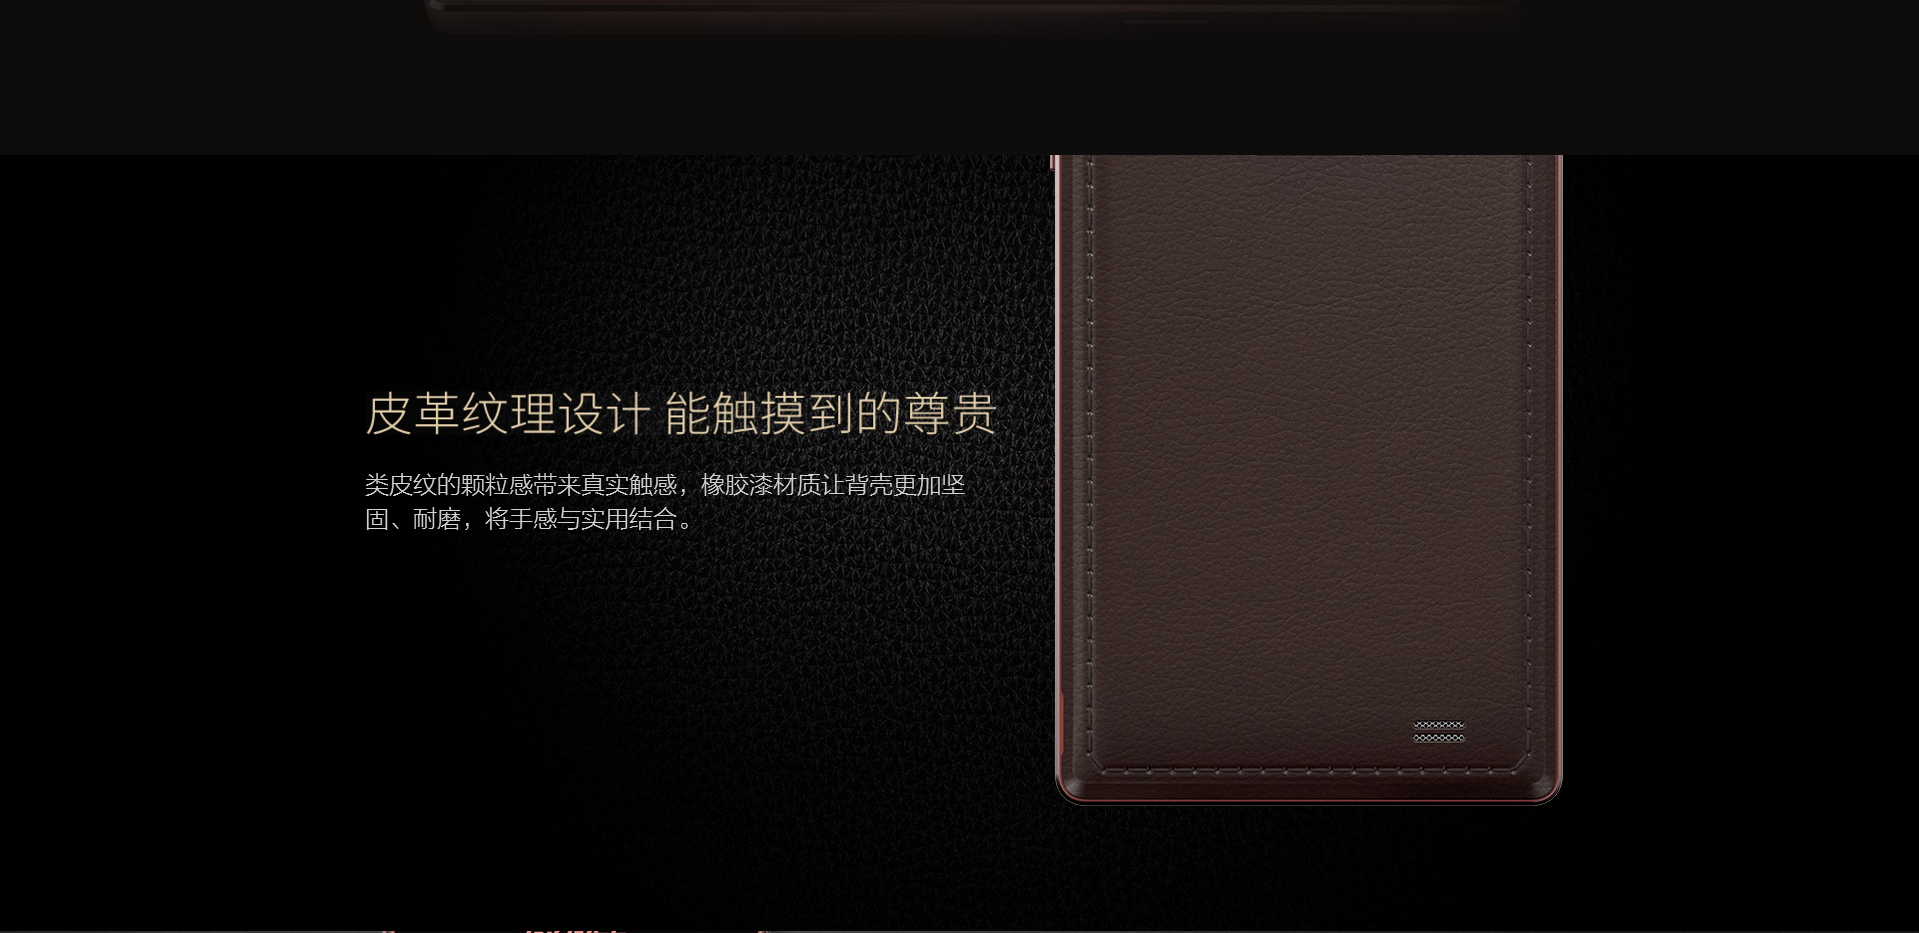 皮革纹理设计 能触摸到的尊贵
类皮纹的颗粒感带来真实触感，橡胶漆材质让背壳更加坚
固、耐磨，将手感与实用结合。